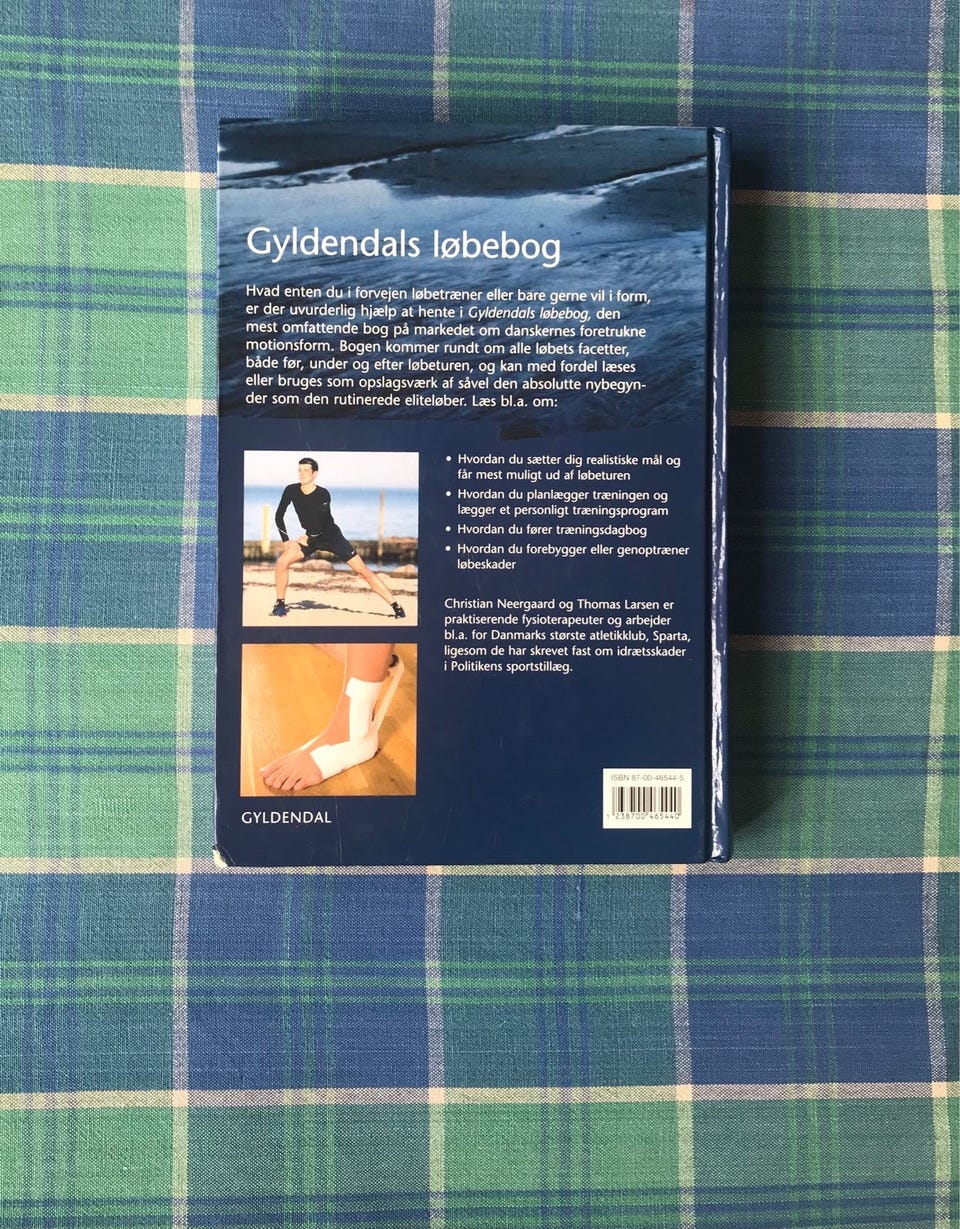 Gyldendals løbebog
Hvad enten du i forvejen løbetræner eller bare gerne vil i form,
er der uvurderlig hjælp at hente i Gyldendals løbebog, den
mest omfattende bog på markedet om danskernes foretrukne
motionsform. Bogen kommer rundt om alle løbets facetter,
både før, under og efter løbeturen, og kan med fordel læses
eller bruges som opslagsværk af såvel den absolutte nybegyn-
der som den rutinerede eliteløber. Læs bl.a. om:
• Hvordan du sætter dig realistiske mål og
får mest muligt ud af løbeturen
• Hvordan du planlægger træningen og
lægger et personligt træningsprogram
• Hvordan du fører træningsdagbog
• Hvordan du forebygger eller genoptræner
løbeskader
Christian Neergaard og Thomas Larsen er
praktiserende fysioterapeuter og arbejder
bl.a. for Danmarks største atletikklub, Sparta,
ligesom de har skrevet fast om idrætsskader
i Politikens sportstillæg.
ISBN 87-00-46544-5
1 238700 465440
GYLDENDAL